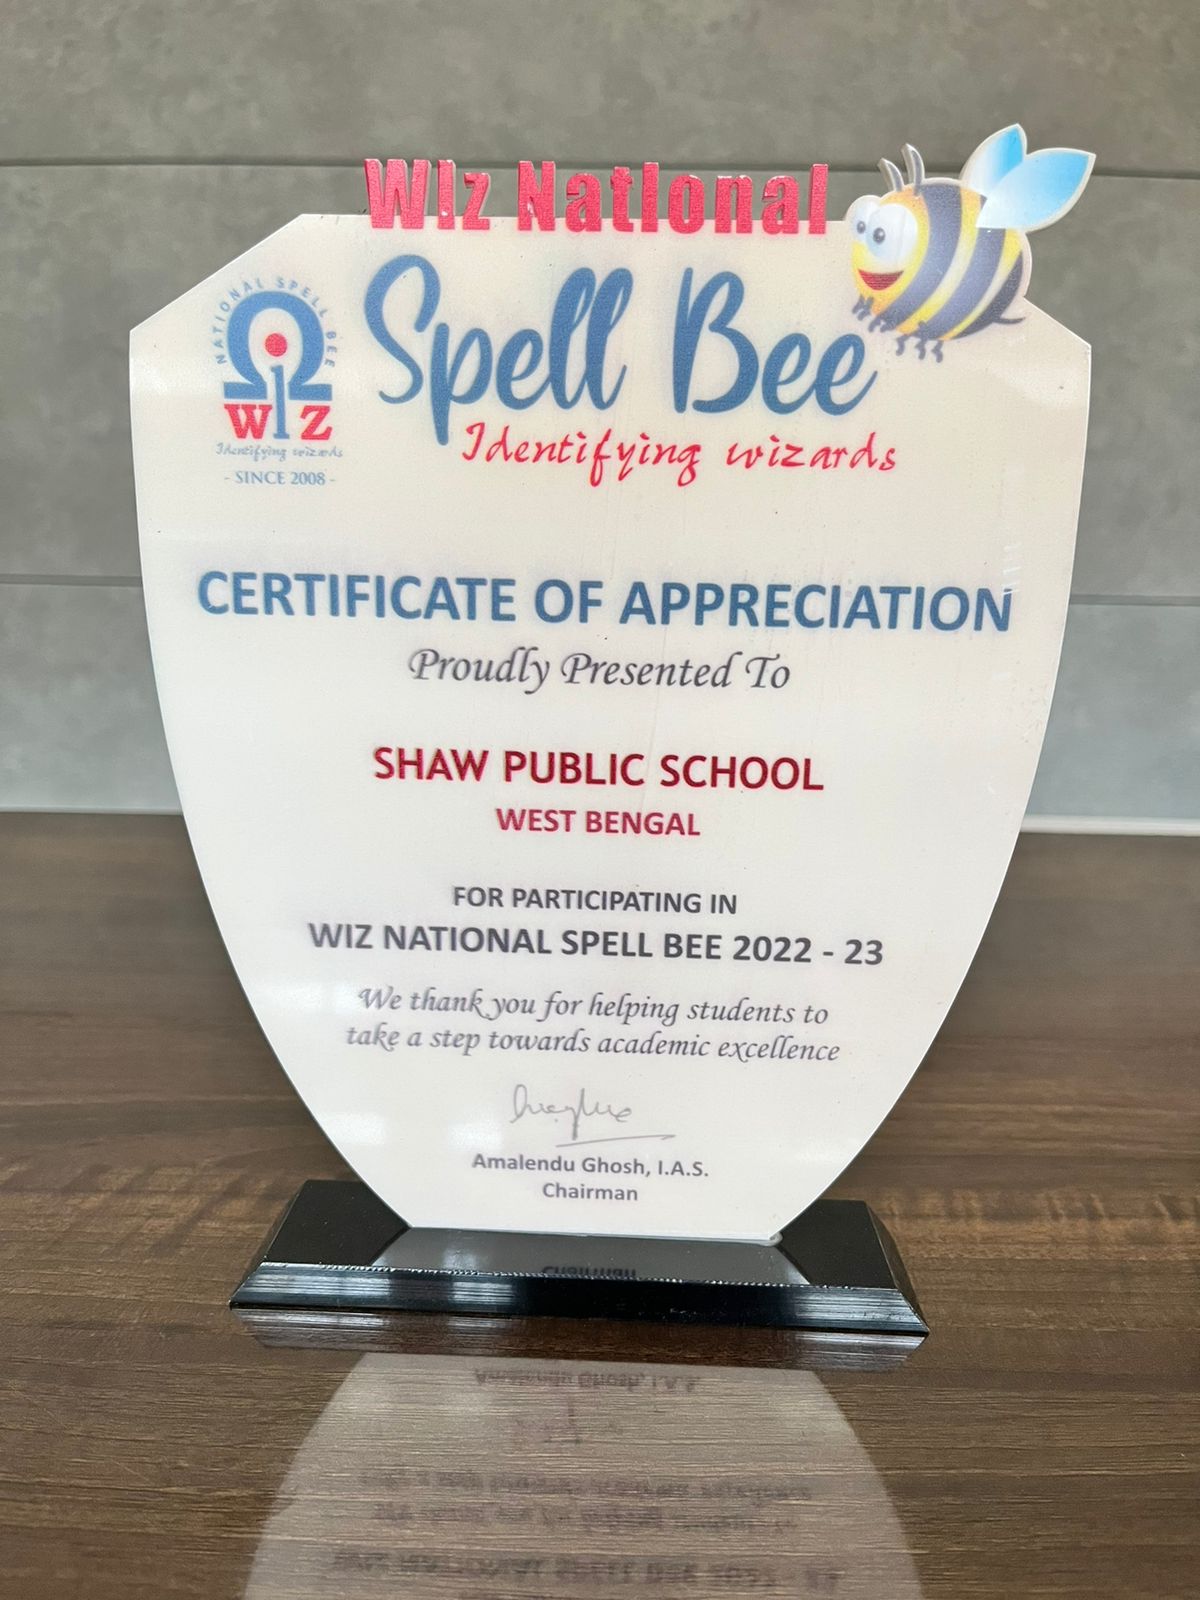 Wiz National
Spell Bee
Identifying wizards
NATIONAL SPELL BEE
WIZ
Identifying wizards
- SINCE 2008 -
CERTIFICATE OF APPRECIATION
Proudly Presented To
SHAW PUBLIC SCHOOL
WEST BENGAL
FOR PARTICIPATING IN
WIZ NATIONAL SPELL BEE 2022 - 23
We thank you for helping students to
take a step towards academic excellence
Amalendu Ghosh, I.A.S.
Chairman